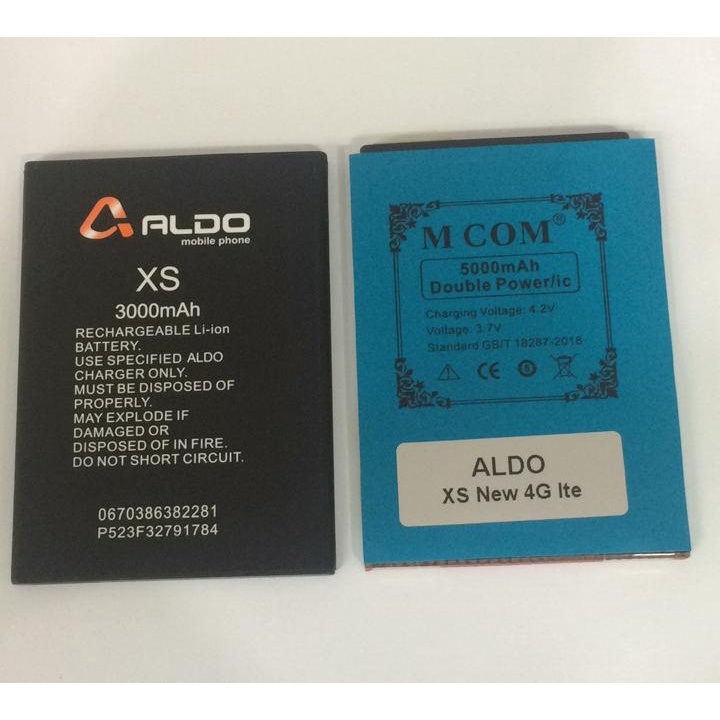 ALDO
mobile phone
XS
3000mAh
RECHARGEABLE Li-ion
BATTERY.
USE SPECIFIED ALDO
CHARGER ONLY.
MUST BE DISPOSED OF
PROPERLY.
MAY EXPLODE IF
DAMAGED OR
DISPOSED OF IN FIRE.
DO NOT SHORT CIRCUIT.
0670386382281
P523F32791784
M COM®
5000mAh
Double Power/ic
Charging Voltage: 4.2V
Voltage: 3.7V
Standard GB/T 18287-2018
CE
ALDO
XS New 4G lte